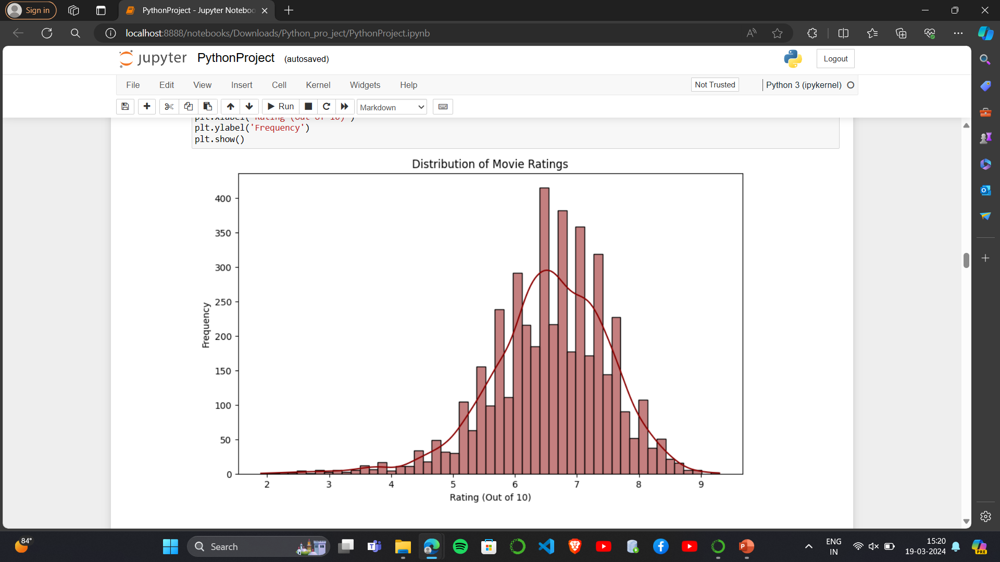 Sign in
PythonProject - Jupyter Noteboo
localhost:8888/notebooks/Downloads/Python_pro_ject/PythonProject.ipynb
jupyter PythonProject (autosaved)
Logout
File Edit View Insert Cell Kernel Widgets Help
Not Trusted
Python 3 (ipykernel)
Run
Markdown
plt.xlabel('Rating (Out of 10)')
plt.ylabel('Frequency')
plt.show()
Distribution of Movie Ratings
400
350
300
250
200
150
100
50
0
Frequency
2 3 4 5 6 7 8 9
Rating (Out of 10)
84°
Search
ENG
IN
15:20
19-03-2024
PRE